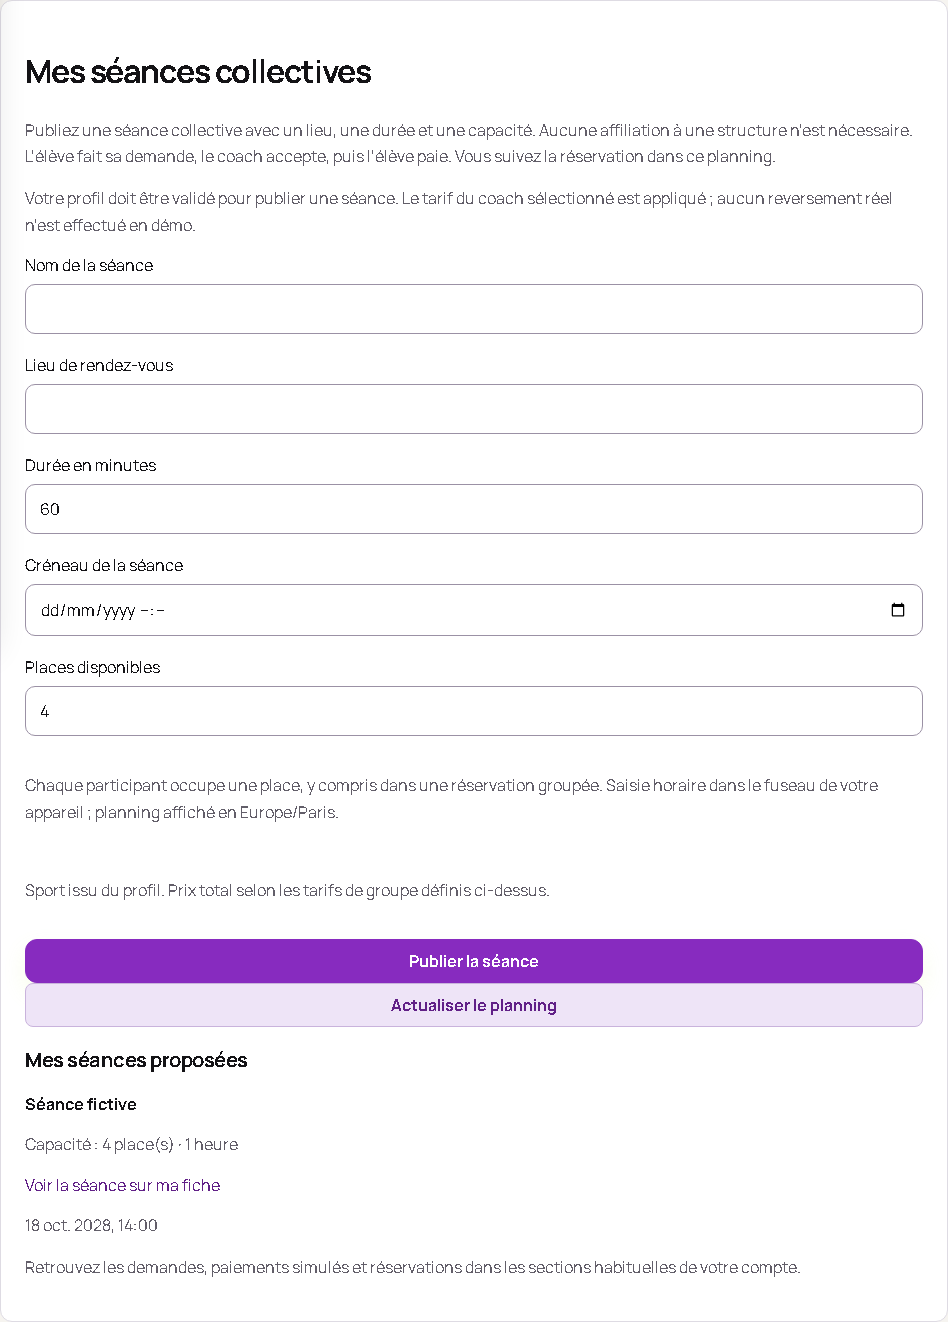 Mes séances collectives
Publiez une séance collective avec un lieu, une durée et une capacité. Aucune affiliation à une structure n'est nécessaire.
L'élève fait sa demande, le coach accepte, puis l'élève paie. Vous suivez la réservation dans ce planning.
Votre profil doit être validé pour publier une séance. Le tarif du coach sélectionné est appliqué ; aucun reversement réel
n'est effectué en démo.
Nom de la séance
Lieu de rendez-vous
Durée en minutes
60
Créneau de la séance
dd/mm/yyyy --:--
Places disponibles
4
Chaque participant occupe une place, y compris dans une réservation groupée. Saisie horaire dans le fuseau de votre
appareil ; planning affiché en Europe/Paris.
Sport issu du profil. Prix total selon les tarifs de groupe définis ci-dessus.
Publier la séance
Actualiser le planning
Mes séances proposées
Séance fictive
Capacité : 4 place(s) · 1 heure
Voir la séance sur ma fiche
18 oct. 2028, 14:00
Retrouvez les demandes, paiements simulés et réservations dans les sections habituelles de votre compte.